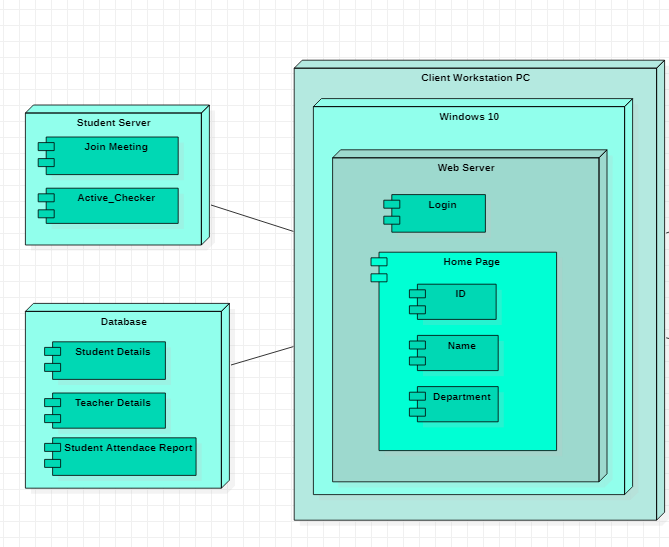 Student Server
Join Meeting
Active_Checker
Database
Student Details
Teacher Details
Student Attendace Report
Client Workstation PC
Windows 10
Web Server
Login
Home Page
ID
Name
Department